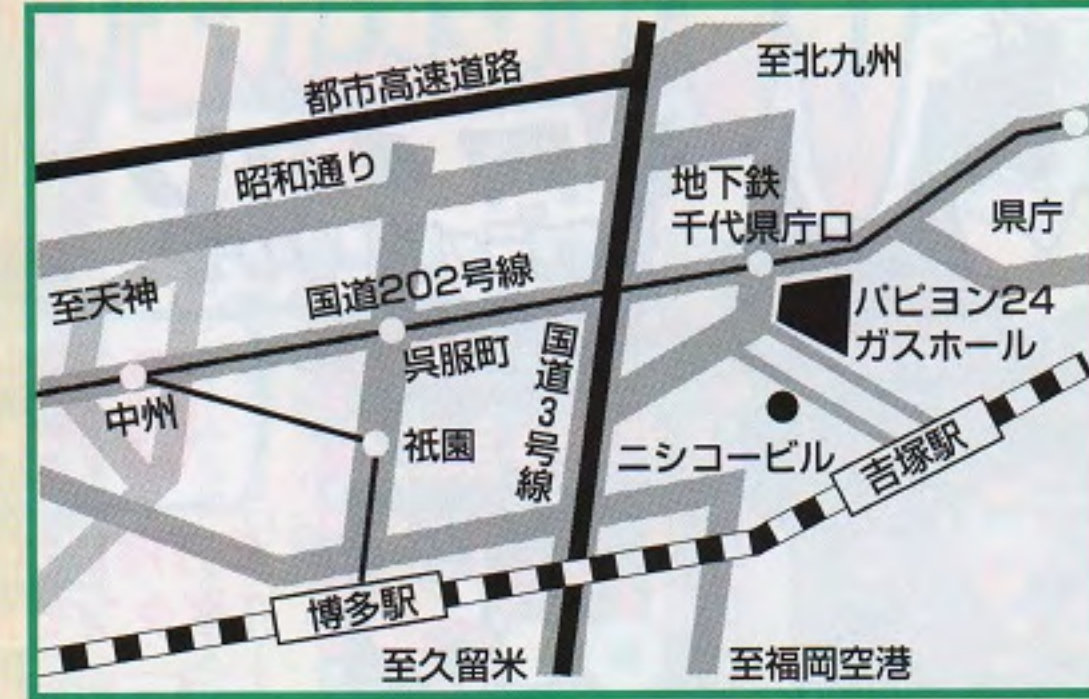 至北九州
都市高速道路
昭和通り
地下鉄
千代県庁口
県庁
至天神
国道202号線
パピヨン24
ガスホール
呉服町
国道3号線
中州
祇園
ニシコービル
吉塚駅
博多駅
至久留米
至福岡空港